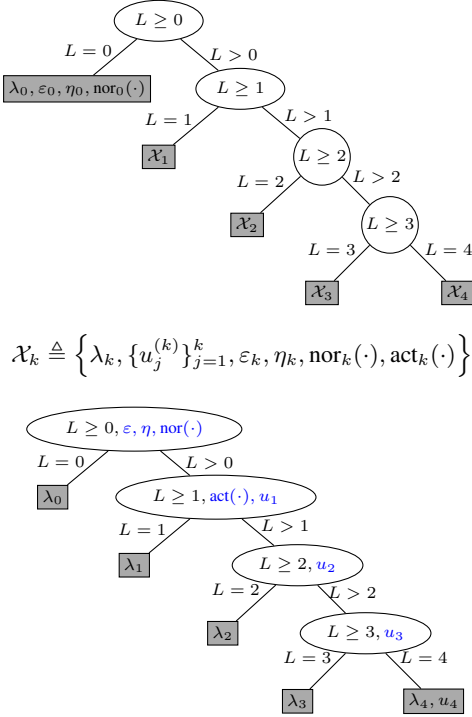 L ≥ 0
L = 0
L > 0
λ₀, ε₀, η₀, nor₀(·)
L ≥ 1
L = 1
L > 1
𝒳₁
L ≥ 2
L = 2
L > 2
𝒳₂
L ≥ 3
L = 3
L = 4
𝒳₃
𝒳₄
𝒳ₖ ≜ {λₖ, {uⱼ⁽ᵏ⁾}ⱼ₌₁ᵏ, εₖ, ηₖ, norₖ(·), actₖ(·)}
L ≥ 0, ε, η, nor(·)
L = 0
L > 0
λ₀
L ≥ 1, act(·), u₁
L = 1
L > 1
λ₁
L ≥ 2, u₂
L = 2
L > 2
λ₂
L ≥ 3, u₃
L = 3
L = 4
λ₃
λ₄, u₄